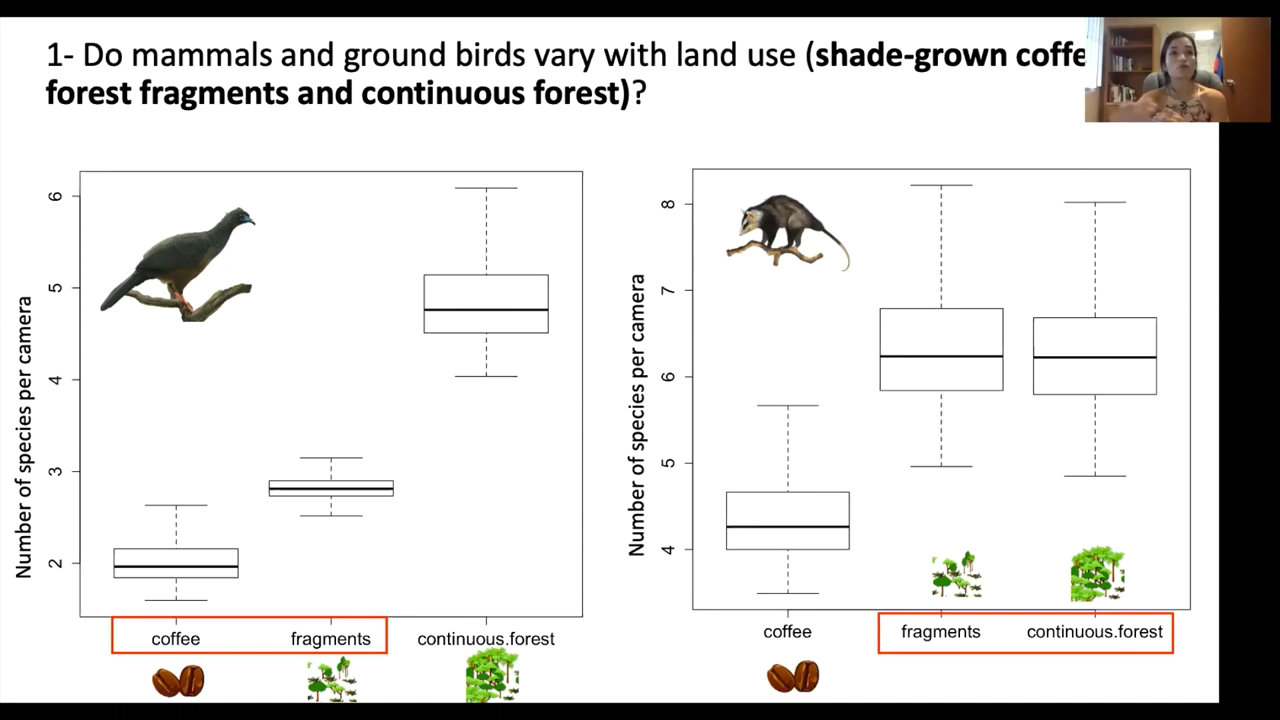 1- Do mammals and ground birds vary with land use (shade-grown coffe
forest fragments and continuous forest)?
Number of species per camera
6
5
4
3
2
coffee
fragments
continuous.forest
Number of species per camera
8
7
6
5
4
coffee
fragments
continuous.forest